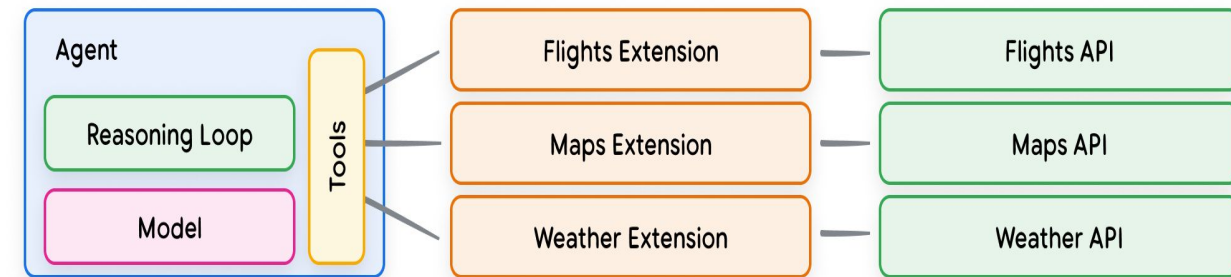 Agent
Reasoning Loop
Model
Tools
Flights Extension
Maps Extension
Weather Extension
Flights API
Maps API
Weather API